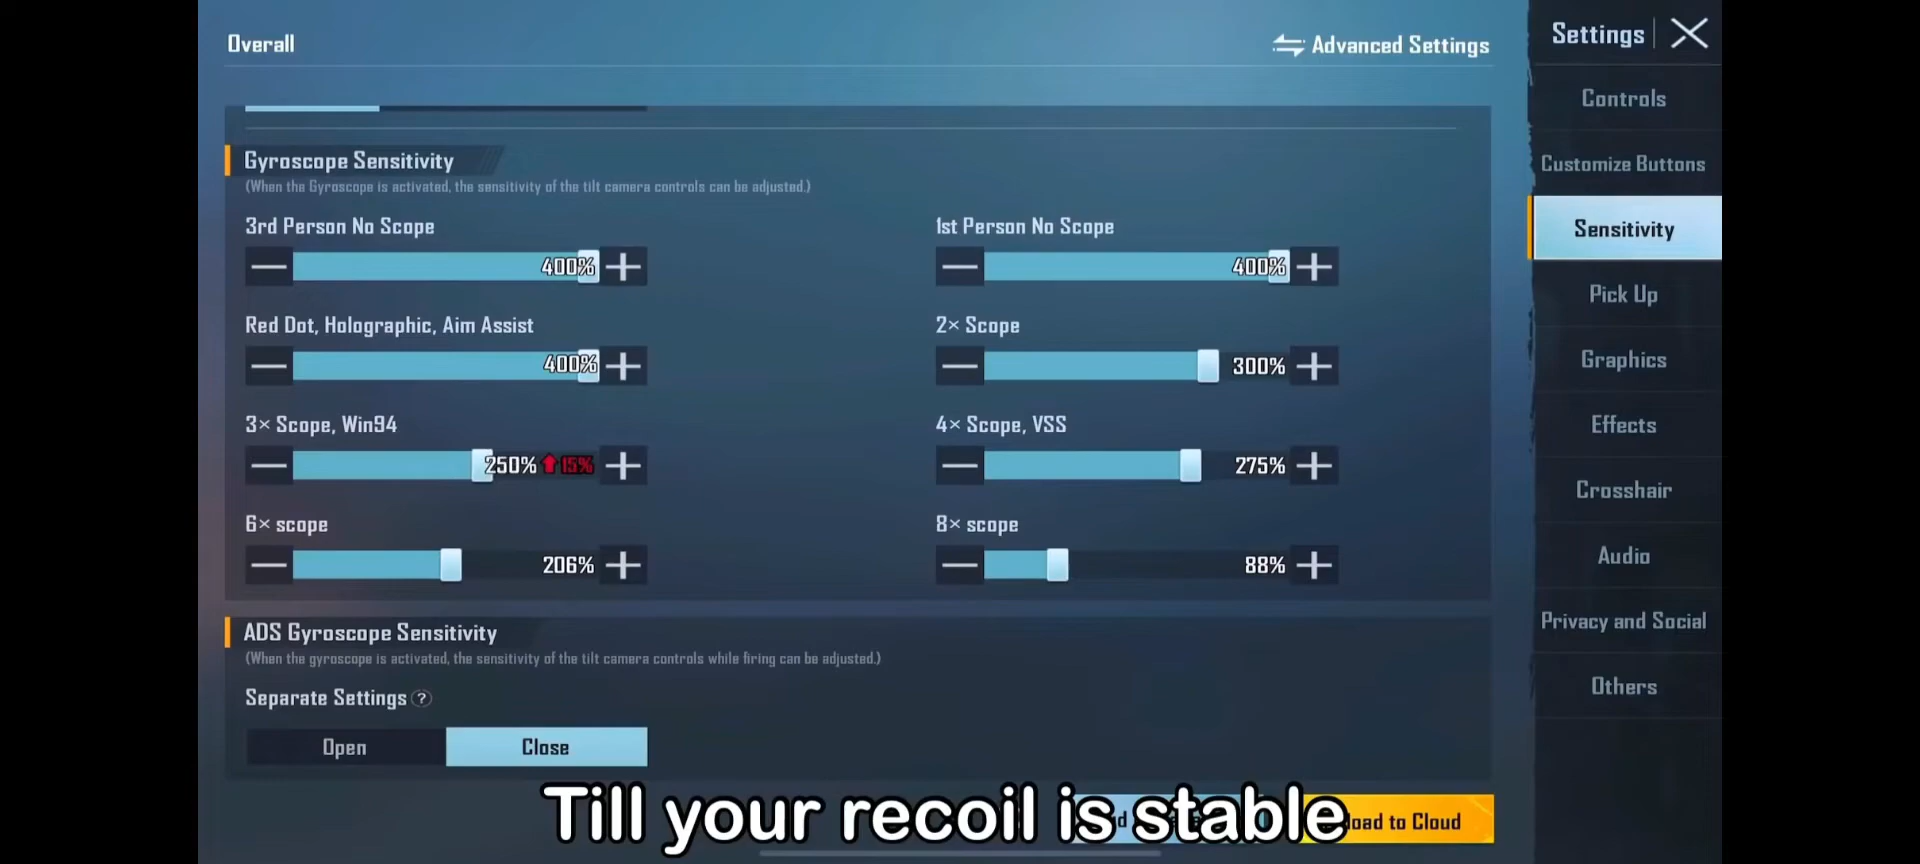 Overall
Advanced Settings
Settings
Controls
Customize Buttons
Sensitivity
Pick Up
Graphics
Effects
Crosshair
Audio
Privacy and Social
Others
Gyroscope Sensitivity
(When the Gyroscope is activated, the sensitivity of the tilt camera controls can be adjusted.)
3rd Person No Scope
400%
1st Person No Scope
400%
Red Dot, Holographic, Aim Assist
400%
2× Scope
300%
3× Scope, Win94
250% 15%
4× Scope, VSS
275%
6× scope
206%
8× scope
88%
ADS Gyroscope Sensitivity
(When the gyroscope is activated, the sensitivity of the tilt camera controls while firing can be adjusted.)
Separate Settings ?
Open
Close
Till your recoil is stable
to Cloud